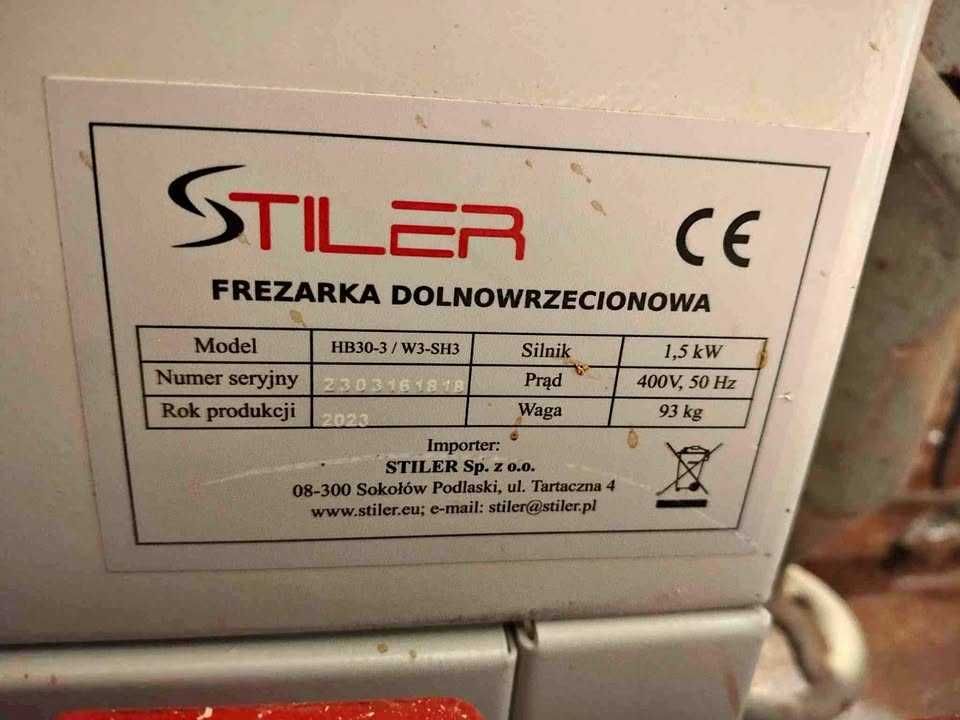 STILER
CE
FREZARKA DOLNOWRZECIONOWA
Model HB30-3 / W3-SH3 Silnik 1,5 kW
Numer seryjny 2303161818 Prąd 400V, 50 Hz
Rok produkcji 2023 Waga 93 kg
Importer:
STILER Sp. z o.o.
08-300 Sokołów Podlaski, ul. Tartaczna 4
www.stiler.eu; e-mail: stiler@stiler.pl